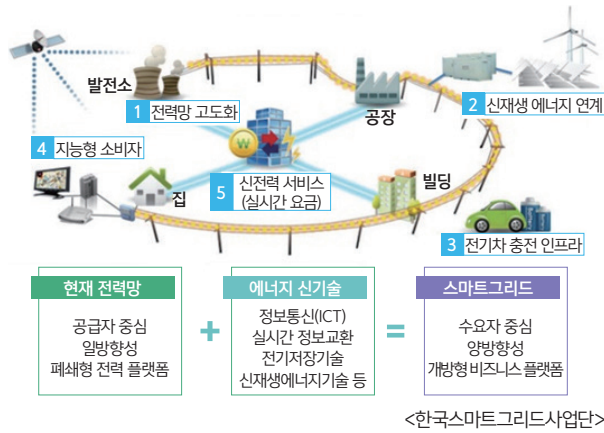 발전소
1 전력망 고도화
공장
2 신재생 에너지 연계
4 지능형 소비자
집
5 신전력 서비스
(실시간 요금)
빌딩
3 전기차 충전 인프라
현재 전력망
공급자 중심
일방향성
폐쇄형 전력 플랫폼
+
에너지 신기술
정보통신(ICT)
실시간 정보교환
전기저장기술
신재생에너지기술 등
=
스마트그리드
수요자 중심
양방향성
개방형 비즈니스 플랫폼
<한국스마트그리드사업단>